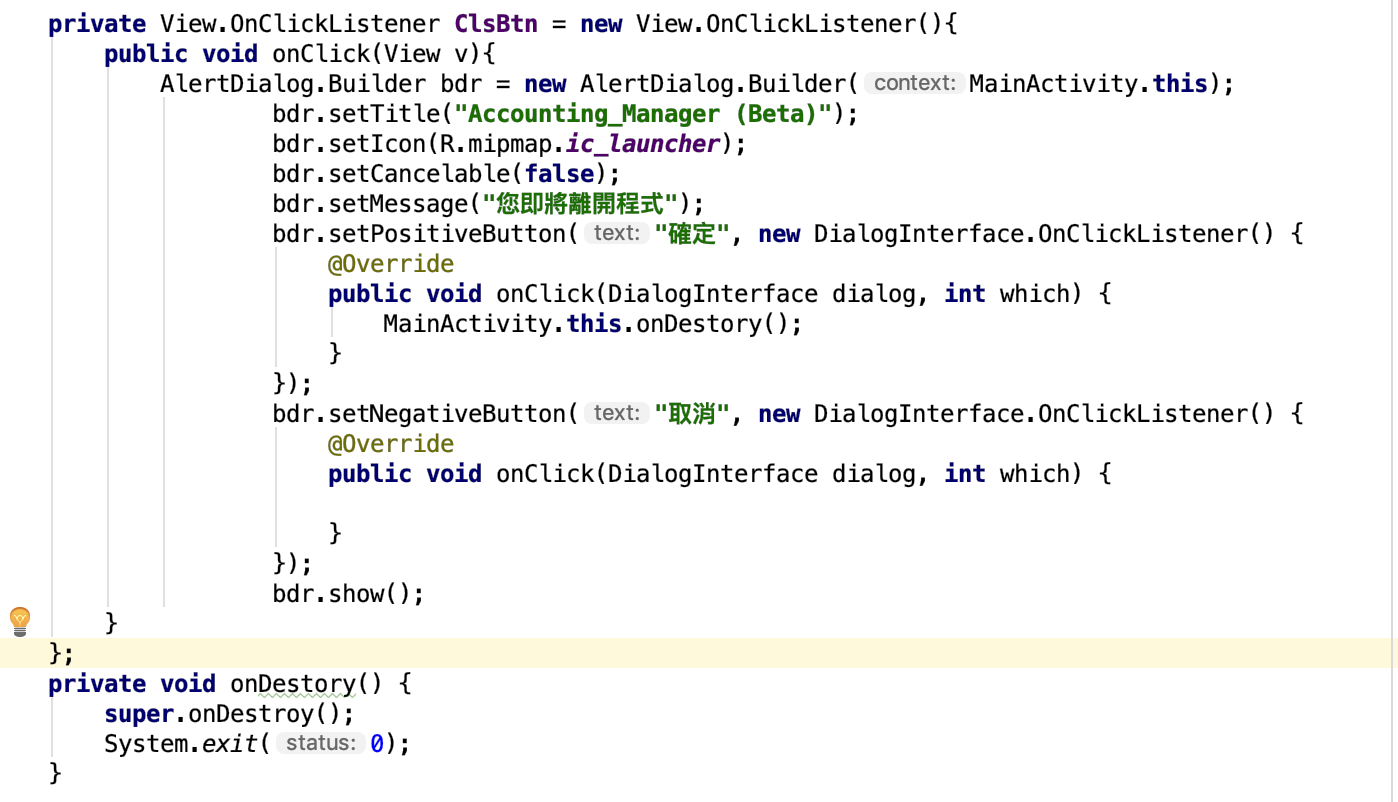 private View.OnClickListener ClsBtn = new View.OnClickListener(){
    public void onClick(View v){
        AlertDialog.Builder bdr = new AlertDialog.Builder( context: MainActivity.this);
                bdr.setTitle("Accounting_Manager (Beta)");
                bdr.setIcon(R.mipmap.ic_launcher);
                bdr.setCancelable(false);
                bdr.setMessage("您即將離開程式");
                bdr.setPositiveButton( text: "確定", new DialogInterface.OnClickListener() {
                    @Override
                    public void onClick(DialogInterface dialog, int which) {
                        MainActivity.this.onDestory();
                    }
                });
                bdr.setNegativeButton( text: "取消", new DialogInterface.OnClickListener() {
                    @Override
                    public void onClick(DialogInterface dialog, int which) {
                    }
                });
                bdr.show();
    }
};
private void onDestory() {
    super.onDestroy();
    System.exit( status: 0);
}